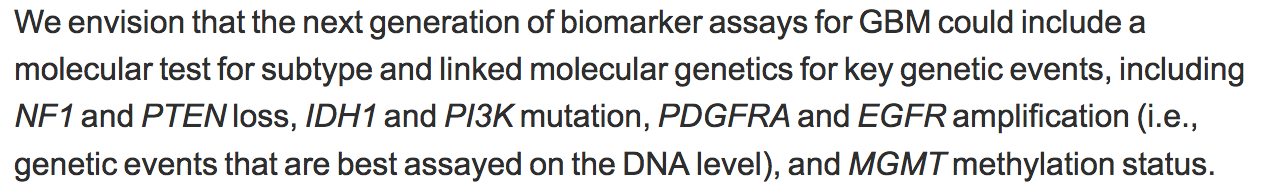 We envision that the next generation of biomarker assays for GBM could include a
molecular test for subtype and linked molecular genetics for key genetic events, including
NF1 and PTEN loss, IDH1 and PI3K mutation, PDGFRA and EGFR amplification (i.e.,
genetic events that are best assayed on the DNA level), and MGMT methylation status.